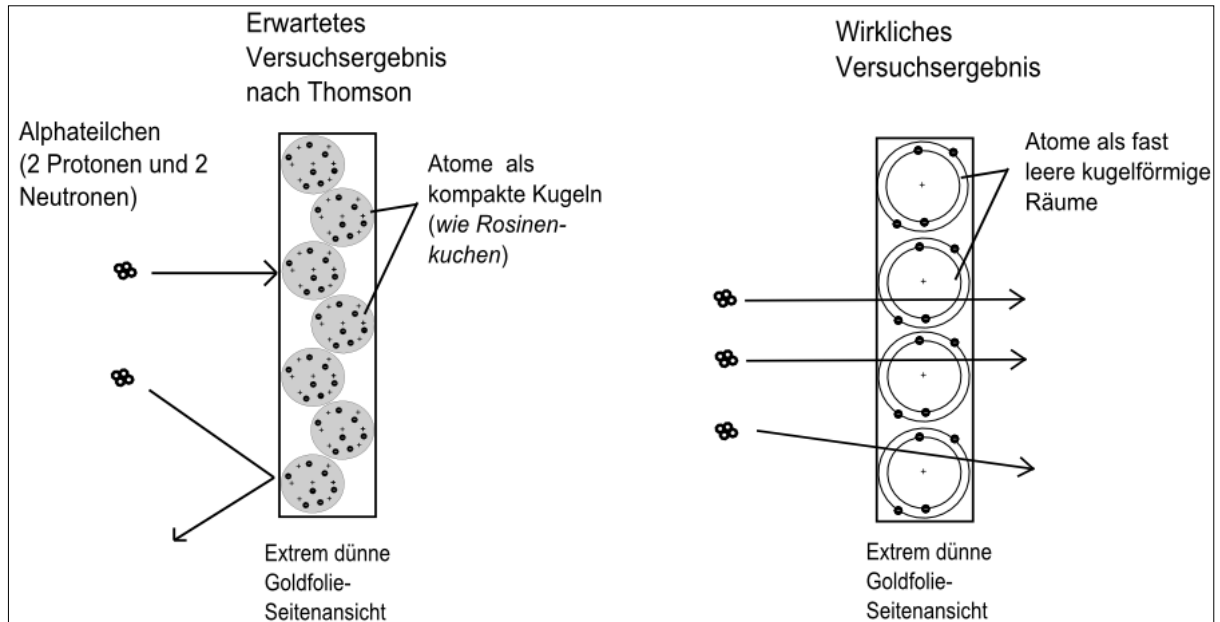 Erwartetes
Versuchsergebnis
nach Thomson
Alphateilchen
(2 Protonen und 2
Neutronen)
Atome als
kompakte Kugeln
(wie Rosinen-
kuchen)
Extrem dünne
Goldfolie-
Seitenansicht
Wirkliches
Versuchsergebnis
Atome als fast
leere kugelförmige
Räume
Extrem dünne
Goldfolie-
Seitenansicht